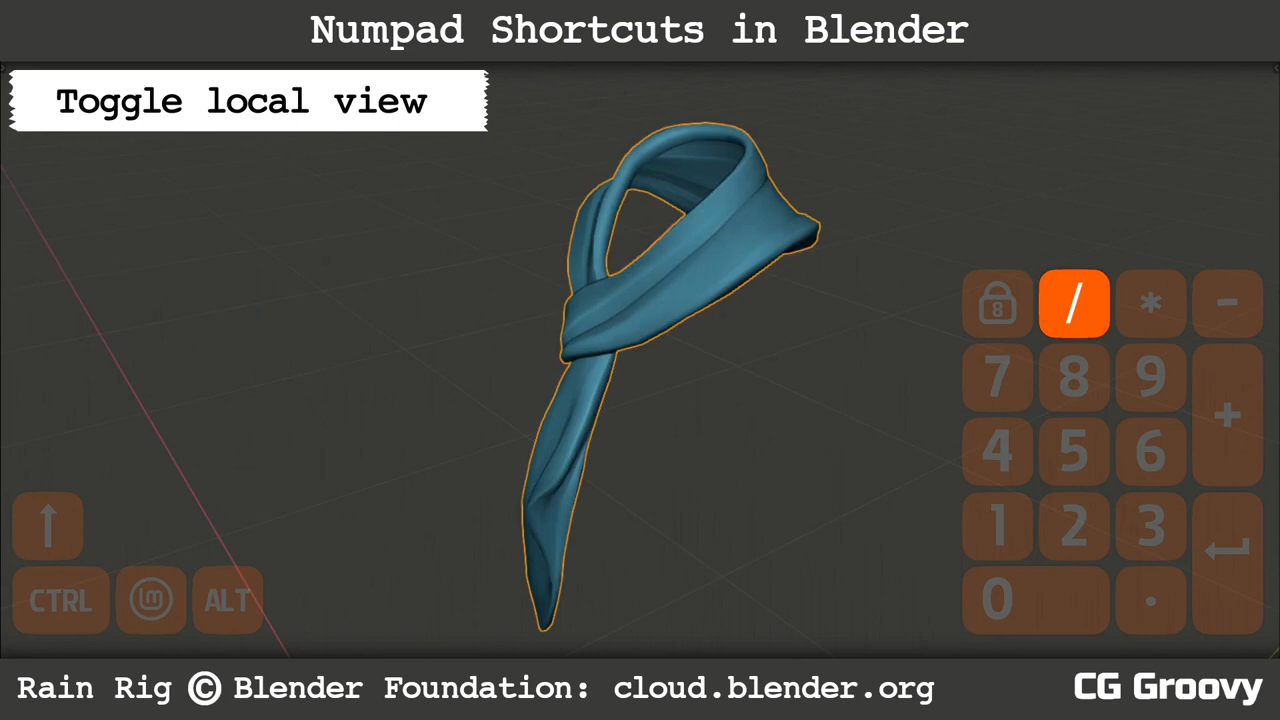 Numpad Shortcuts in Blender
Toggle local view
8 / * -
7 8 9 +
4 5 6
1 2 3
0 .
↑
CTRL ALT
Rain Rig © Blender Foundation: cloud.blender.org
CG Groovy